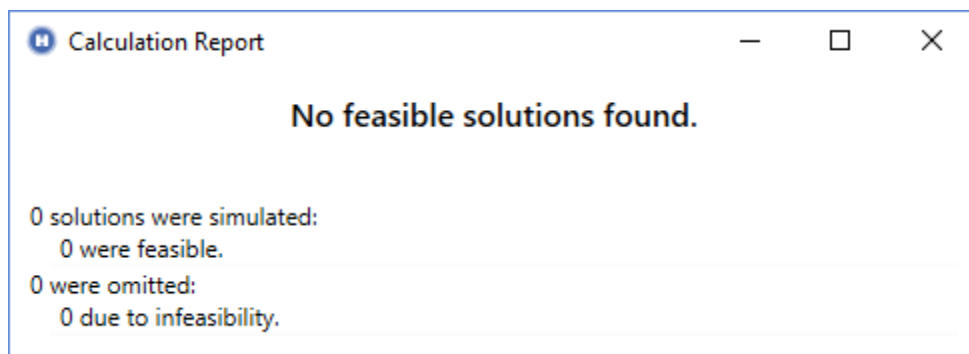 Calculation Report
No feasible solutions found.
0 solutions were simulated:
0 were feasible.
0 were omitted:
0 due to infeasibility.